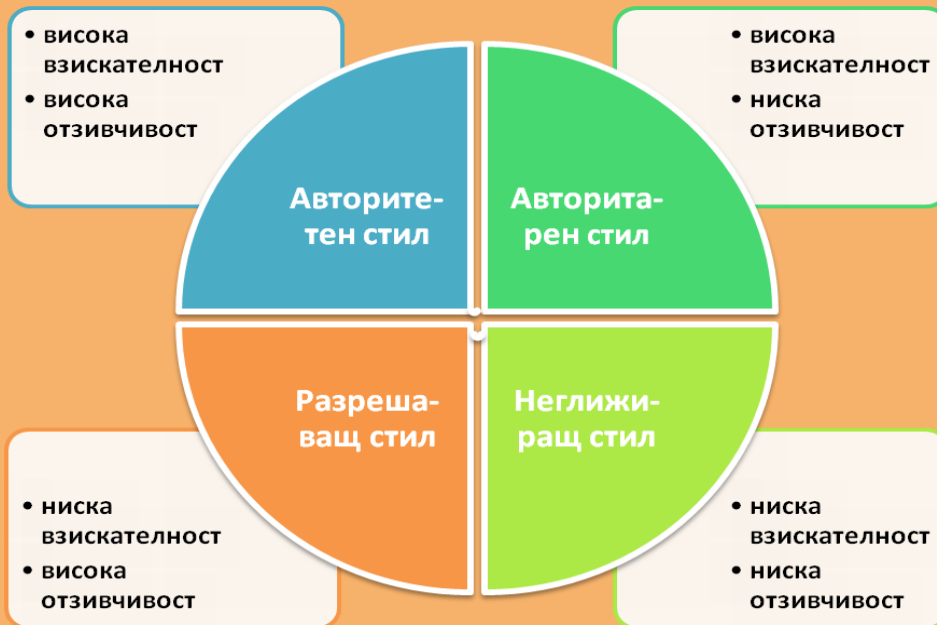 • висока
взискателност
• висока
отзивчивост
• висока
взискателност
• ниска
отзивчивост
Авторите-
тен стил
Авторита-
рен стил
Разреша-
ващ стил
Неглижи-
ращ стил
• ниска
взискателност
• висока
отзивчивост
• ниска
взискателност
• ниска
отзивчивост